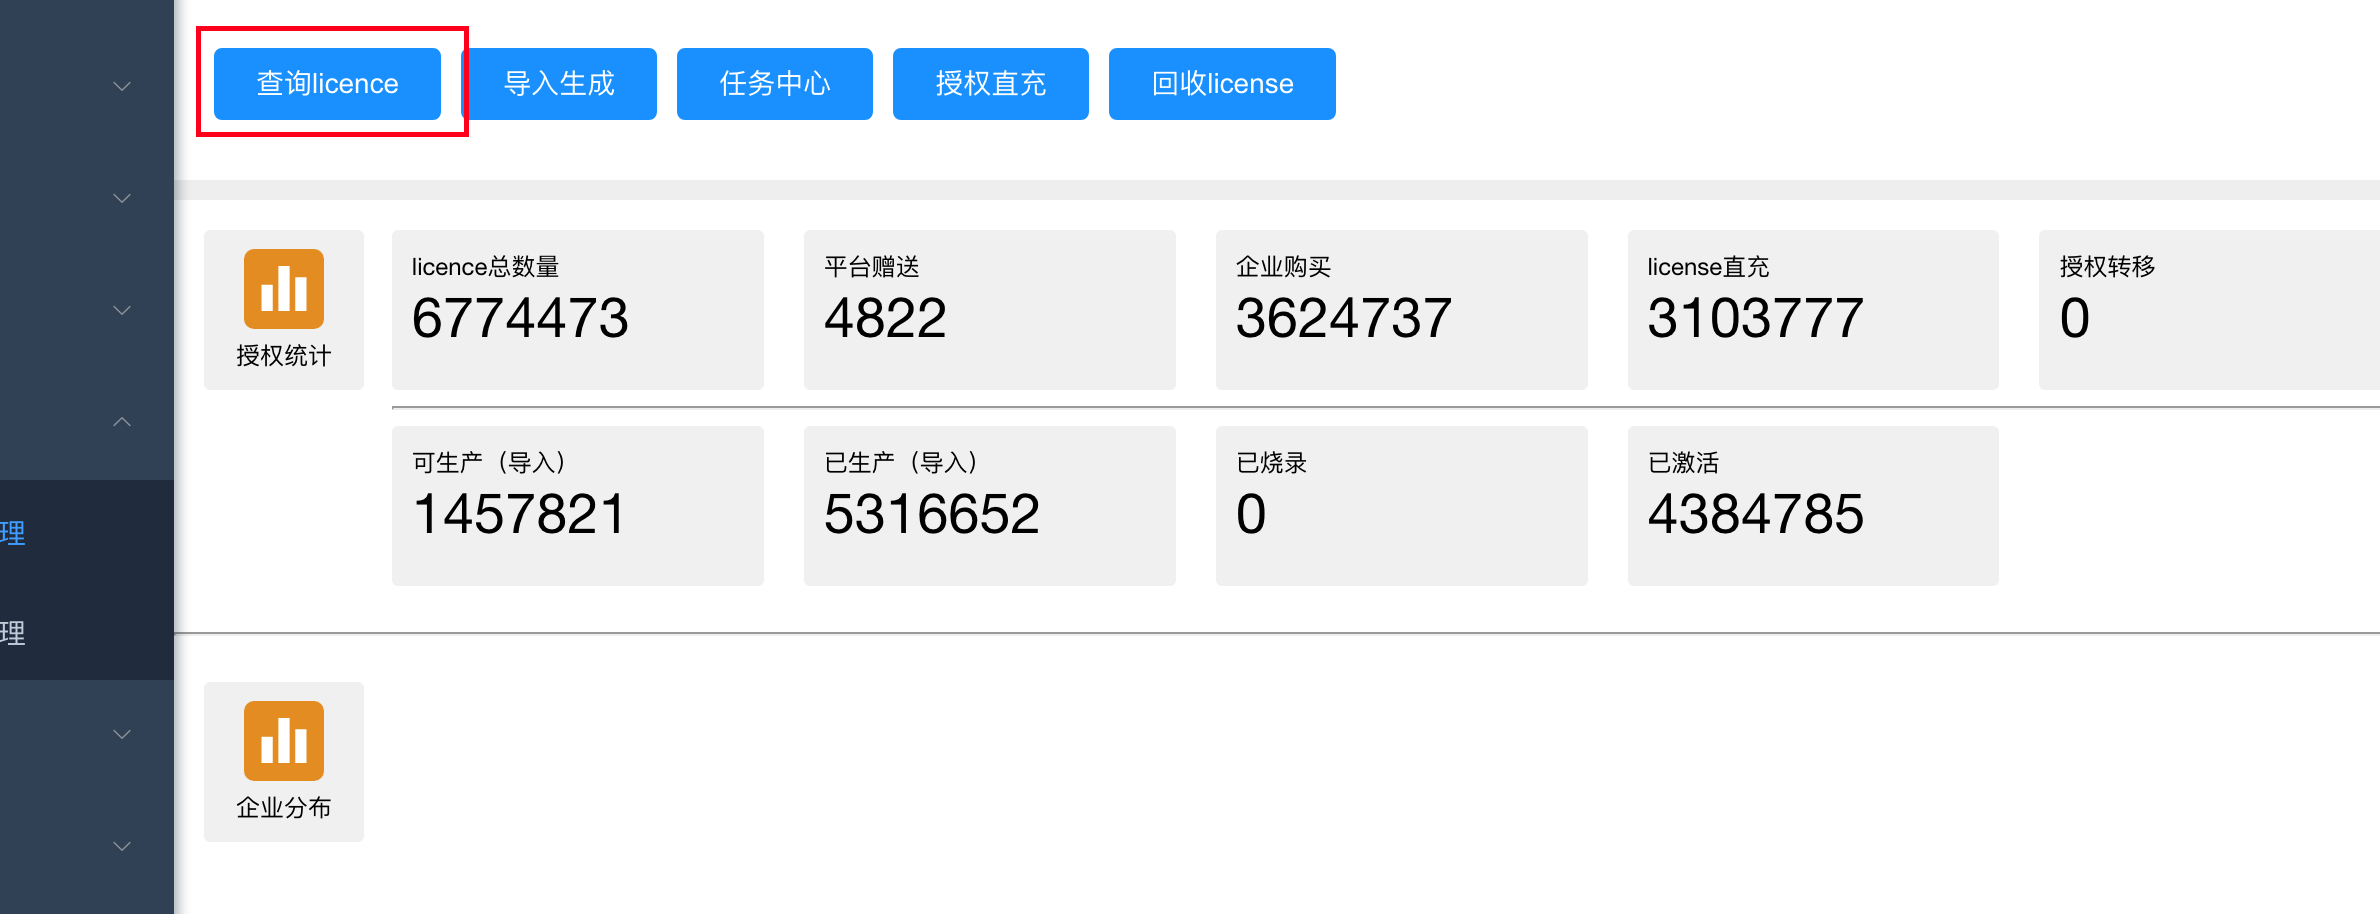 查询licence 导入生成 任务中心 授权直充 回收license
授权统计
licence总数量 平台赠送 企业购买 license直充 授权转移
6774473 4822 3624737 3103777 0
可生产（导入） 已生产（导入） 已烧录 已激活
1457821 5316652 0 4384785
理
理
企业分布